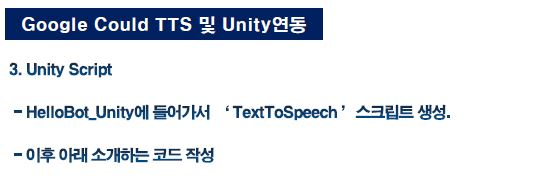 Google Could TTS 및 Unity연동
3. Unity Script
- HelloBot_Unity에 들어가서 ‘TextToSpeech’ 스크립트 생성.
- 이후 아래 소개하는 코드 작성